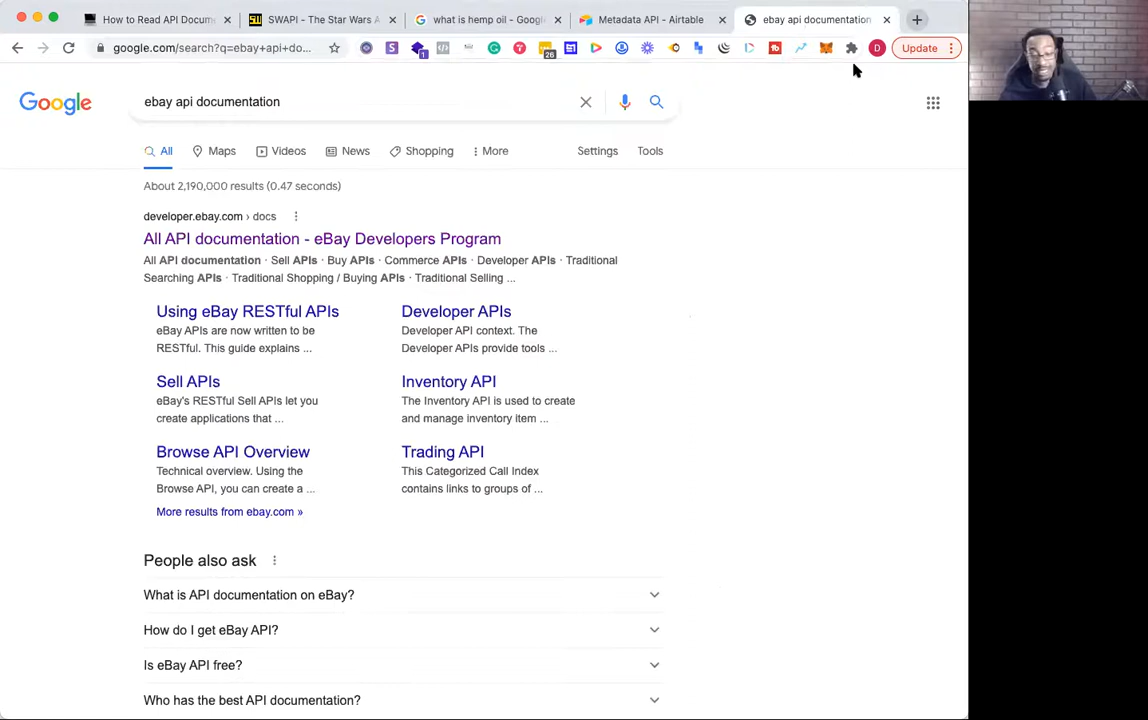 How to Read API Docum
SWAPI - The Star Wars A
what is hemp oil - Google
Metadata API - Airtable
ebay api documentation
google.com/search?q=ebay+api+do...
S
1
26
D
Update
Google
ebay api documentation
All
Maps
Videos
News
Shopping
More
Settings
Tools
About 2,190,000 results (0.47 seconds)
developer.ebay.com › docs
All API documentation - eBay Developers Program
All API documentation · Sell APIs · Buy APIs · Commerce APIs · Developer APIs · Traditional
Searching APIs · Traditional Shopping / Buying APIs · Traditional Selling ...
Using eBay RESTful APIs
eBay APIs are now written to be
RESTful. This guide explains ...
Developer APIs
Developer API context. The
Developer APIs provide tools ...
Sell APIs
eBay's RESTful Sell APIs let you
create applications that ...
Inventory API
The Inventory API is used to create
and manage inventory item ...
Browse API Overview
Technical overview. Using the
Browse API, you can create a ...
Trading API
This Categorized Call Index
contains links to groups of ...
More results from ebay.com »
People also ask
What is API documentation on eBay?
How do I get eBay API?
Is eBay API free?
Who has the best API documentation?